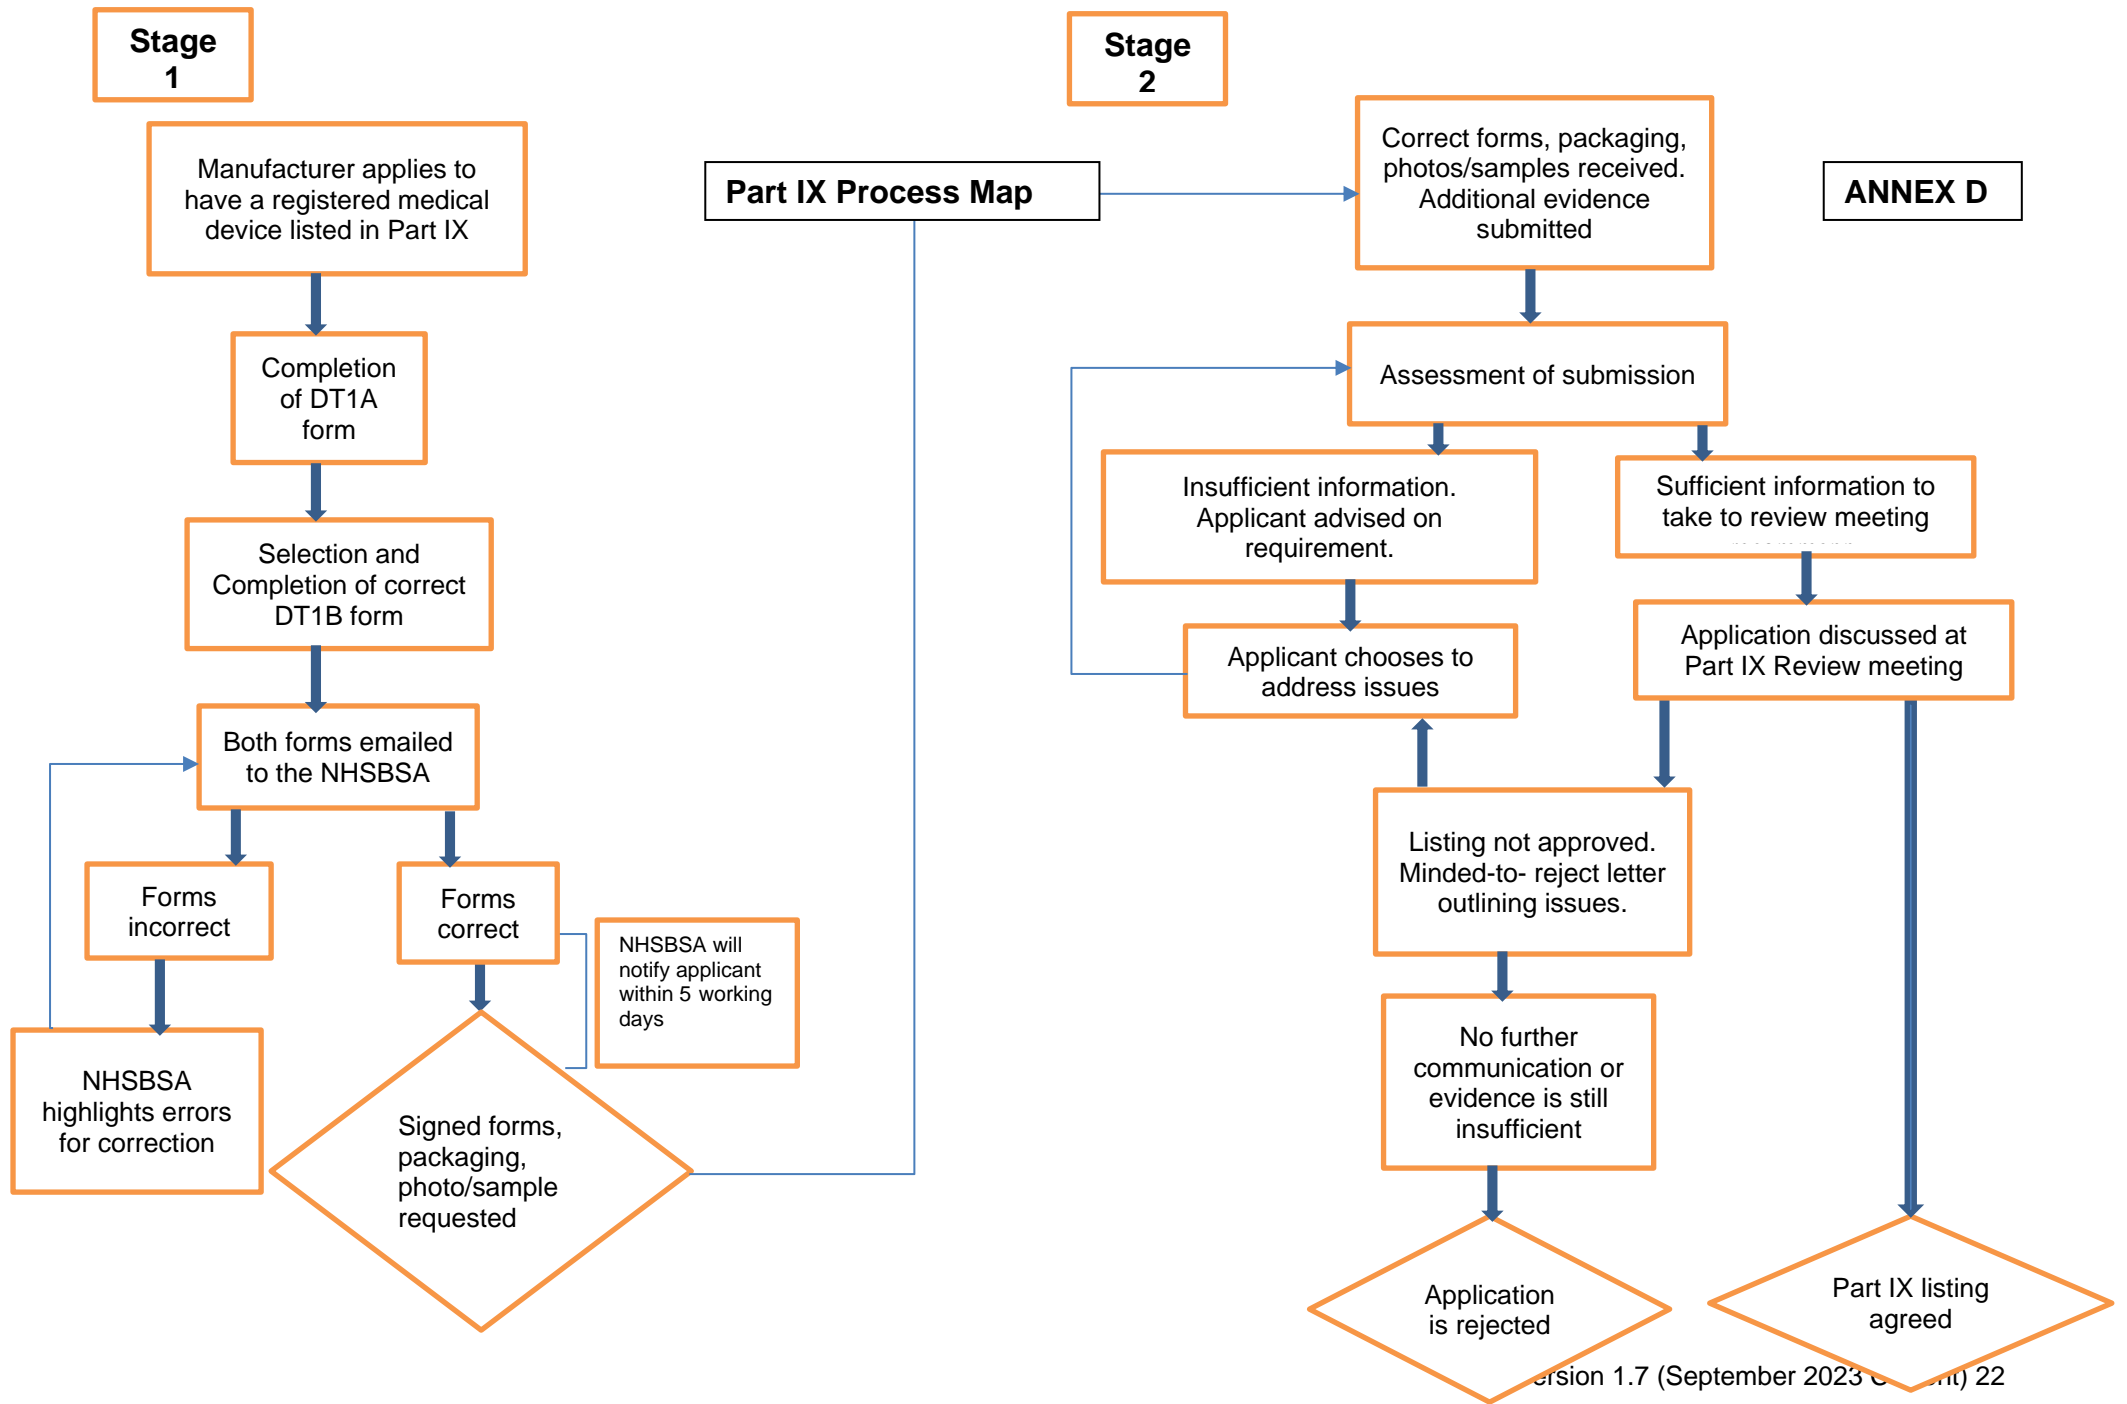 Stage
1
Manufacturer applies to
have a registered medical
device listed in Part IX
Completion
of DT1A
form
Selection and
Completion of correct
DT1B form
Both forms emailed
to the NHSBSA
Forms
incorrect
Forms
correct
NHSBSA will
notify applicant
within 5 working
days
NHSBSA
highlights errors
for correction
Signed forms,
packaging,
photo/sample
requested
Part IX Process Map
Stage
2
Correct forms, packaging,
photos/samples received.
Additional evidence
submitted
ANNEX D
Assessment of submission
Insufficient information.
Applicant advised on
requirement.
Sufficient information to
take to review meeting
Applicant chooses to
address issues
Application discussed at
Part IX Review meeting
Listing not approved.
Minded-to- reject letter
outlining issues.
No further
communication or
evidence is still
insufficient
Application
is rejected
Part IX listing
agreed
1.7 (September 2023 22